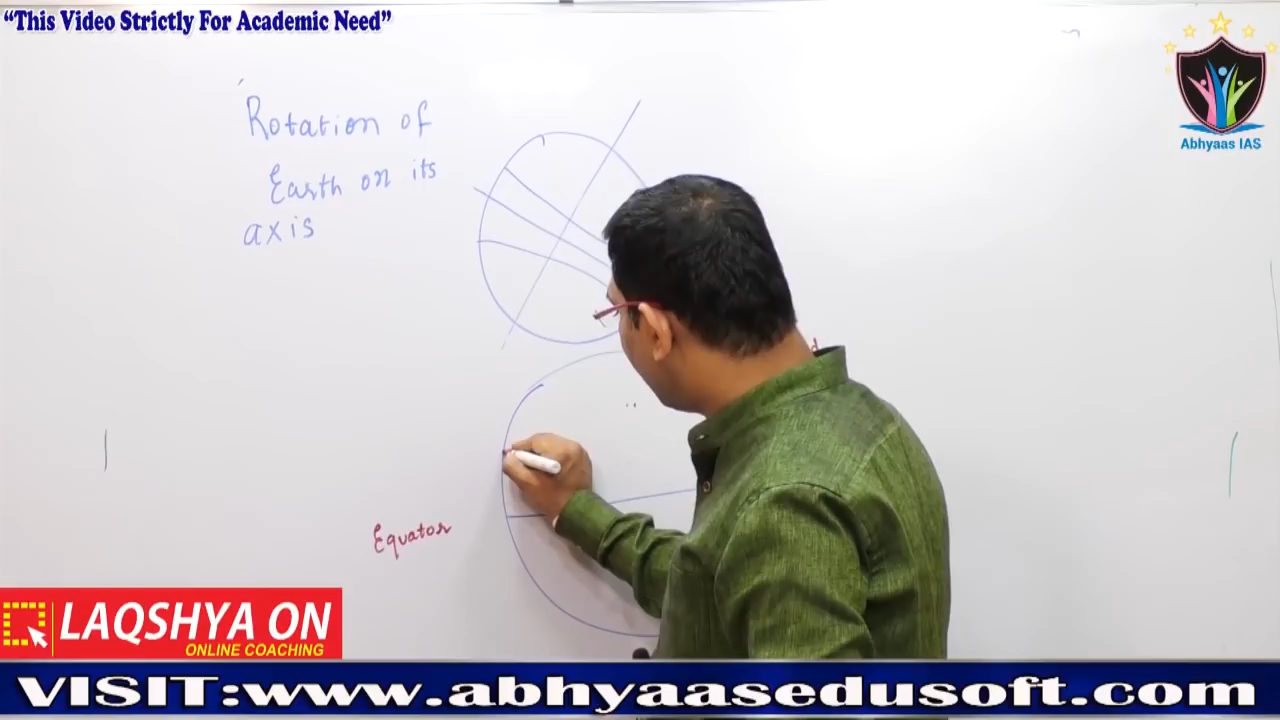 "This Video Strictly For Academic Need"
Abhyaas IAS
Rotation of
Earth on its
axis
Equator
LAQSHYA ON
ONLINE COACHING
VISIT:www.abhyaasedusoft.com